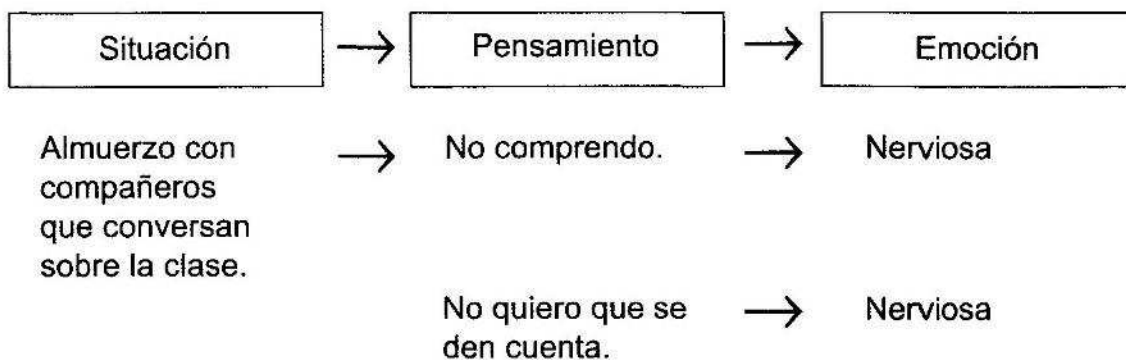 Situación → Pensamiento → Emoción
Almuerzo con → No comprendo. → Nerviosa
compañeros
que conversan
sobre la clase.
No quiero que se → Nerviosa
den cuenta.